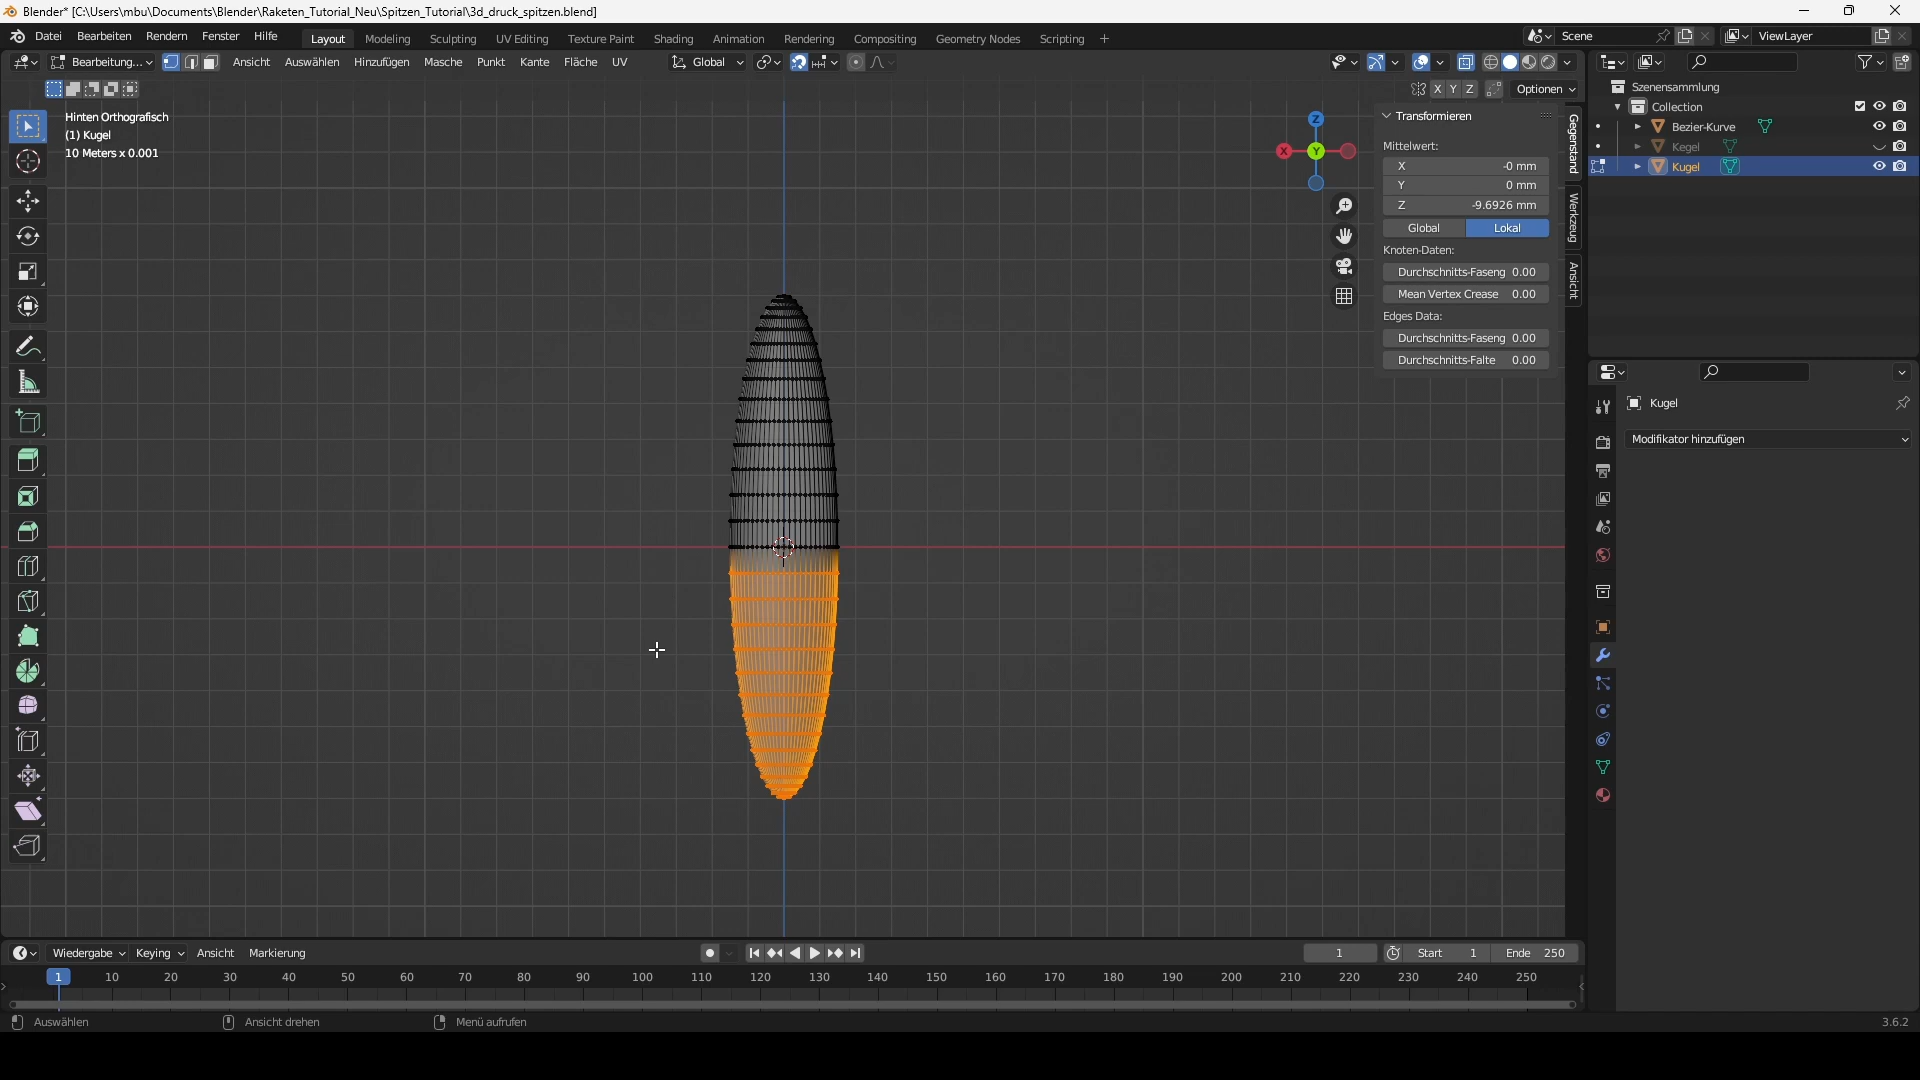 Blender* [C:\Users\mbu\Documents\Blender\Raketen_Tutorial_Neu\Spitzen_Tutorial\3d_druck_spitzen.blend]
Datei Bearbeiten Rendern Fenster Hilfe Layout Modeling Sculpting UV Editing Texture Paint Shading Animation Rendering Compositing Geometry Nodes Scripting + Scene ViewLayer
Bearbeitung... Ansicht Auswählen Hinzufügen Masche Punkt Kante Fläche UV Global
X Y Z Optionen
Szenensammlung
Collection
Bezier-Kurve
Kegel
Kugel
Hinten Orthografisch
(1) Kugel
10 Meters x 0.001
Z
X
Y
Transformieren
Mittelwert:
X -0 mm
Y 0 mm
Z -9.6926 mm
Global Lokal
Knoten-Daten:
Durchschnitts-Faseng 0.00
Mean Vertex Crease 0.00
Edges Data:
Durchschnitts-Faseng 0.00
Durchschnitts-Falte 0.00
Gegenstand
Werkzeug
Ansicht
Kugel
Modifikator hinzufügen
Wiedergabe Keying Ansicht Markierung 1 Start 1 Ende 250
1 10 20 30 40 50 60 70 80 90 100 110 120 130 140 150 160 170 180 190 200 210 220 230 240 250
Auswählen Ansicht drehen Menü aufrufen 3.6.2